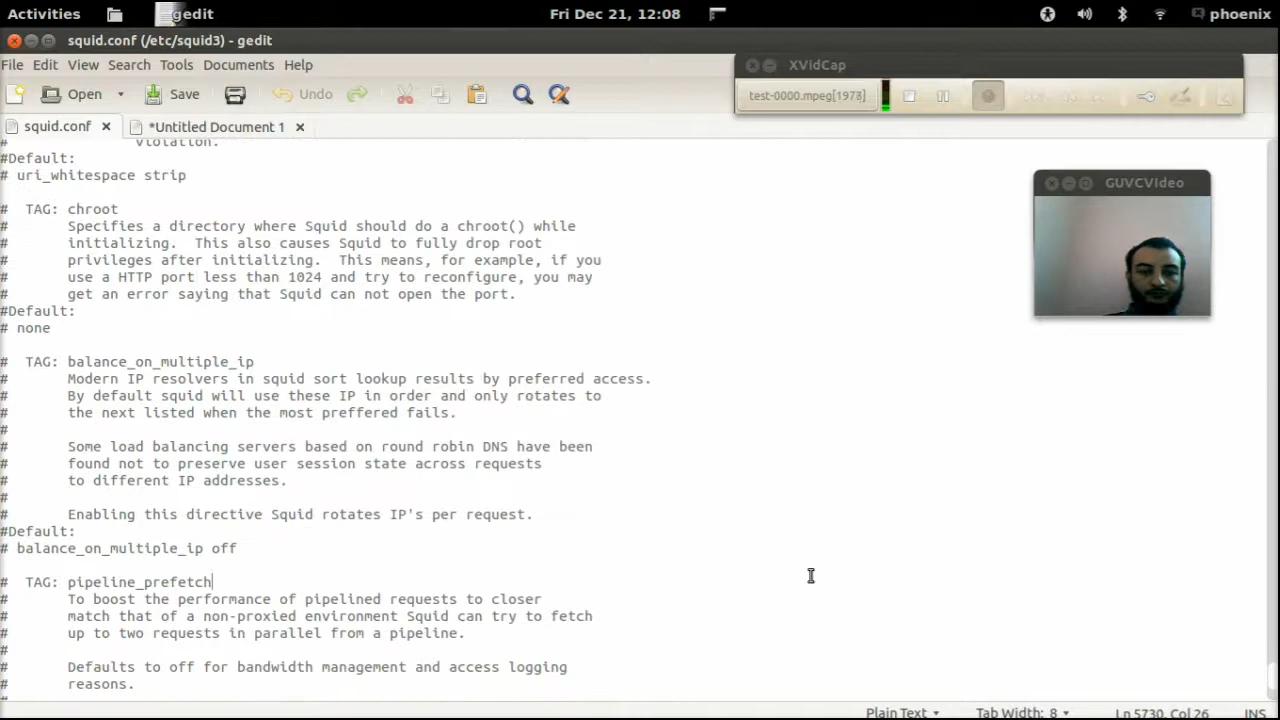 Activities gedit Fri Dec 21, 12:08 phoenix
squid.conf (/etc/squid3) - gedit
File Edit View Search Tools Documents Help
XVidCap
Open Save Undo
test-0000.mpeg[1973]
squid.conf *Untitled Document 1
# violation.
#Default:
# uri_whitespace strip
# TAG: chroot
# Specifies a directory where Squid should do a chroot() while
# initializing. This also causes Squid to fully drop root
# privileges after initializing. This means, for example, if you
# use a HTTP port less than 1024 and try to reconfigure, you may
# get an error saying that Squid can not open the port.
#Default:
# none
# TAG: balance_on_multiple_ip
# Modern IP resolvers in squid sort lookup results by preferred access.
# By default squid will use these IP in order and only rotates to
# the next listed when the most preffered fails.
#
# Some load balancing servers based on round robin DNS have been
# found not to preserve user session state across requests
# to different IP addresses.
#
# Enabling this directive Squid rotates IP's per request.
#Default:
# balance_on_multiple_ip off
# TAG: pipeline_prefetch
# To boost the performance of pipelined requests to closer
# match that of a non-proxied environment Squid can try to fetch
# up to two requests in parallel from a pipeline.
#
# Defaults to off for bandwidth management and access logging
# reasons.
#
GUVCVideo
Plain Text Tab Width: 8 Ln 5730, Col 26 INS